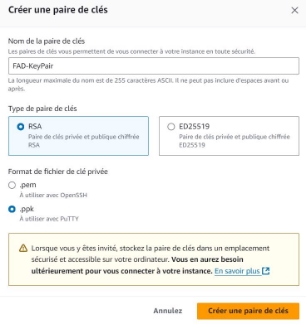 Créer une paire de clés
Nom de la paire de clés
Les paires de clés vous permettent de vous connecter à votre instance en toute sécurité.
FAD-KeyPair
La longueur maximale du nom est de 255 caractères ASCII. Il ne peut pas inclure d'espaces avant ou
après.
Type de paire de clés
RSA
Paire de clés privée et publique chiffrée
RSA
ED25519
Paire de clés privée et publique chiffrée
ED25519
Format de fichier de clé privée
.pem
À utiliser avec OpenSSH
.ppk
À utiliser avec PuTTY
Lorsque vous y êtes invité, stockez la paire de clés dans un emplacement
sécurisé et accessible sur votre ordinateur. Vous en aurez besoin
ultérieurement pour vous connecter à votre instance. En savoir plus
Annulez
Créer une paire de clés